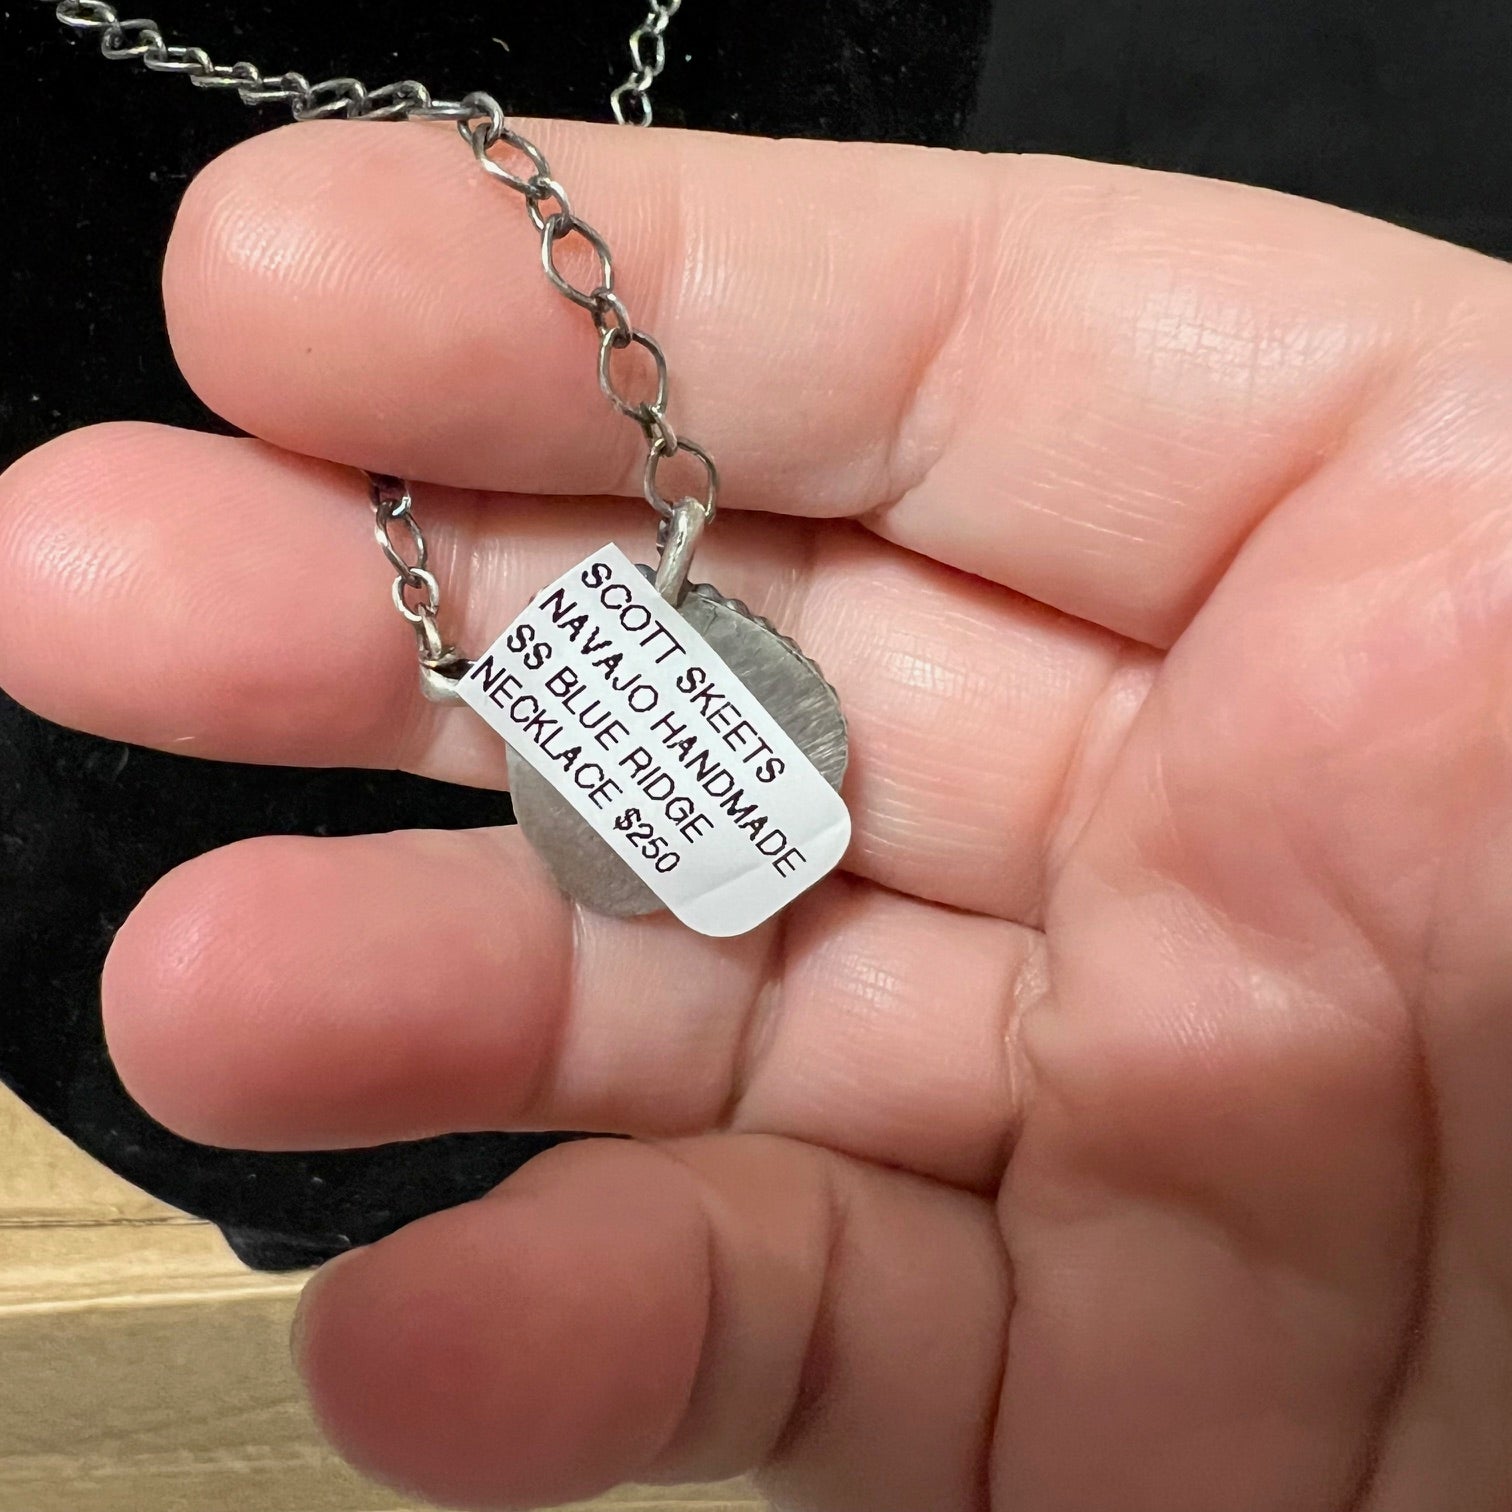 SCOTT SKEETS
NAVAJO HANDMADE
SS BLUE RIDGE
NECKLACE $250